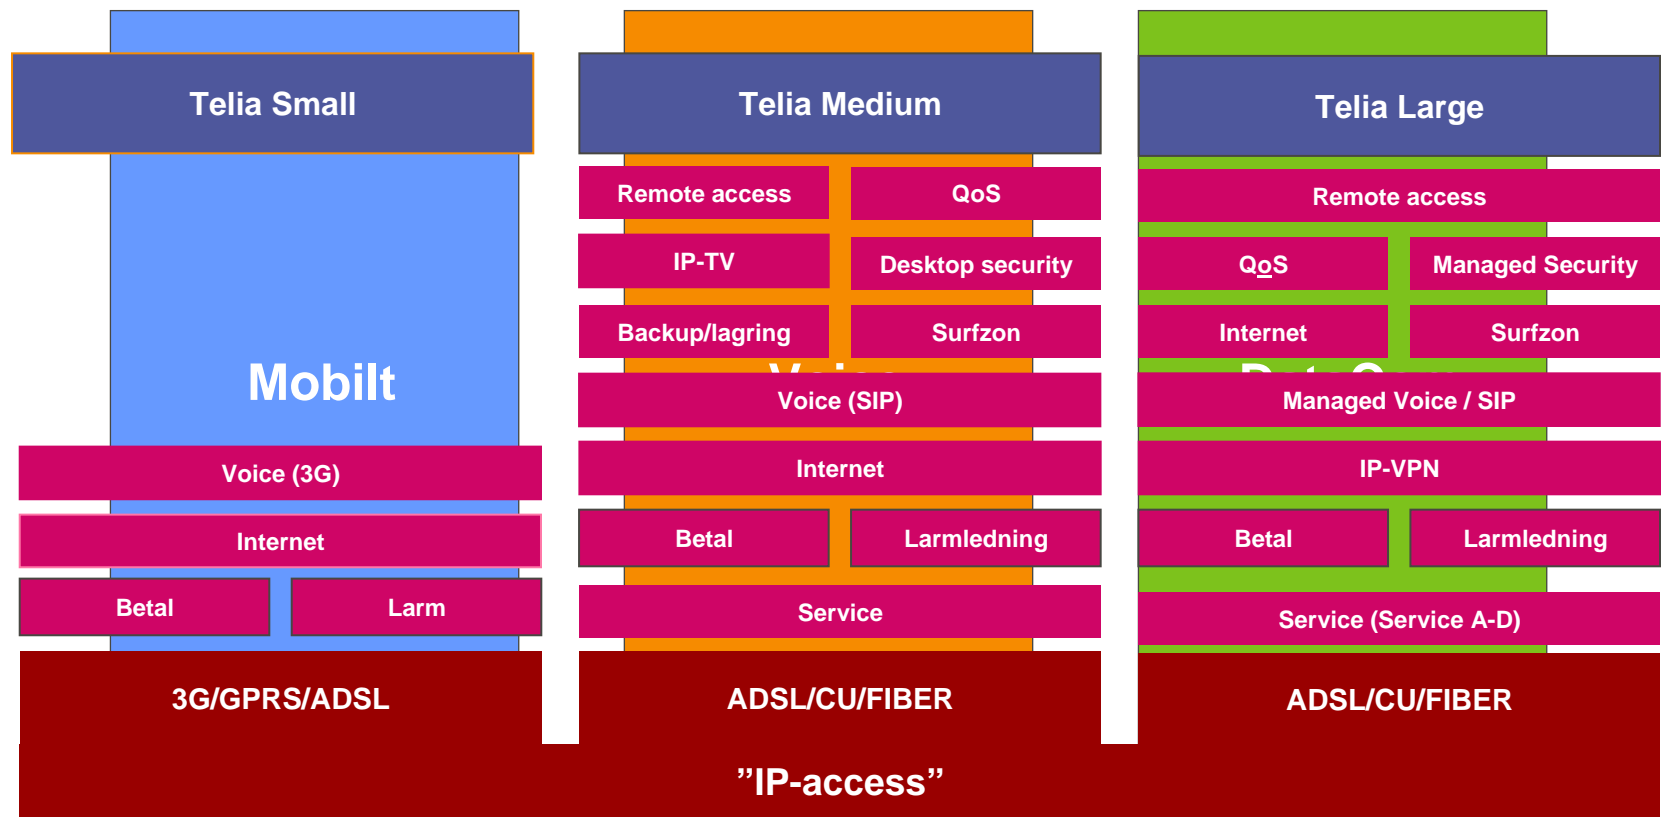 Telia Small
Mobilt
Voice (3G)
Internet
Betal
Larm
3G/GPRS/ADSL
Telia Medium
Remote access
QoS
IP-TV
Desktop security
Backup/lagring
Surfzon
Voice (SIP)
Internet
Betal
Larmledning
Service
ADSL/CU/FIBER
Telia Large
Remote access
QoS
Managed Security
Internet
Surfzon
Managed Voice / SIP
IP-VPN
Betal
Larmledning
Service (Service A-D)
ADSL/CU/FIBER
”IP-access”